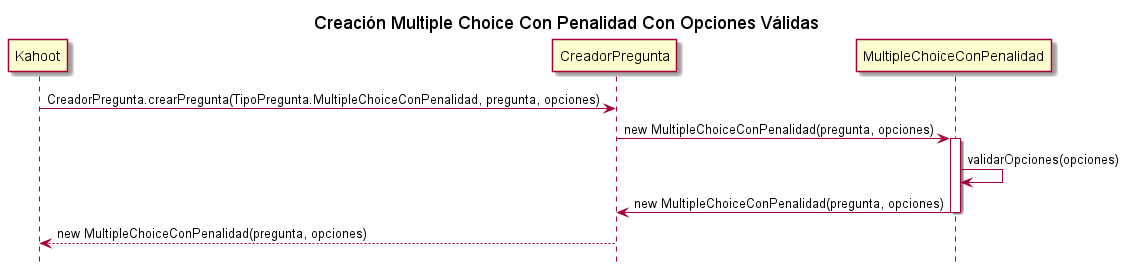 Creación Multiple Choice Con Penalidad Con Opciones Válidas
Kahoot
CreadorPregunta
MultipleChoiceConPenalidad
CreadorPregunta.crearPregunta(TipoPregunta.MultipleChoiceConPenalidad, pregunta, opciones)
new MultipleChoiceConPenalidad(pregunta, opciones)
validarOpciones(opciones)
new MultipleChoiceConPenalidad(pregunta, opciones)
new MultipleChoiceConPenalidad(pregunta, opciones)